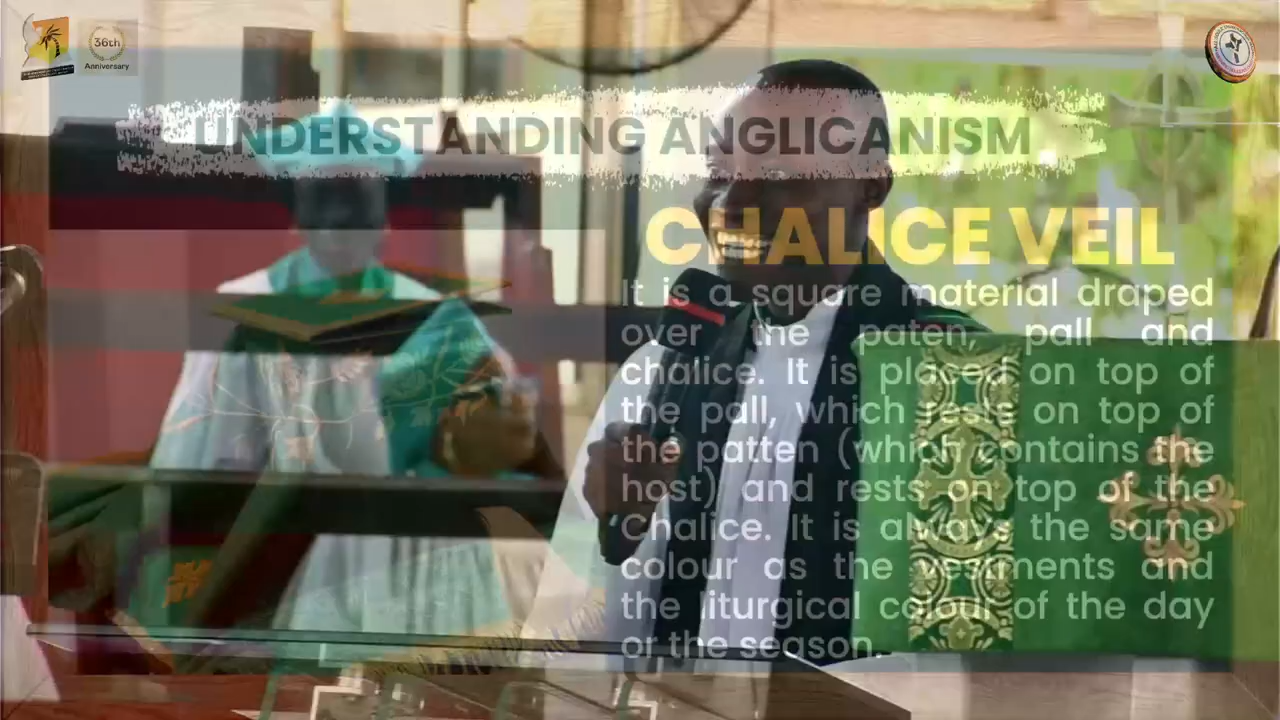 36th
Anniversary
UNDERSTANDING ANGLICANISM
CHALICE VEIL
It is a square material draped
over the paten, pall and
chalice. It is placed on top of
the pall, which rests on top of
the patten (which contains the
host) and rests on top of the
Chalice. It is always the same
colour as the vestments and
the liturgical colour of the day
or the season.